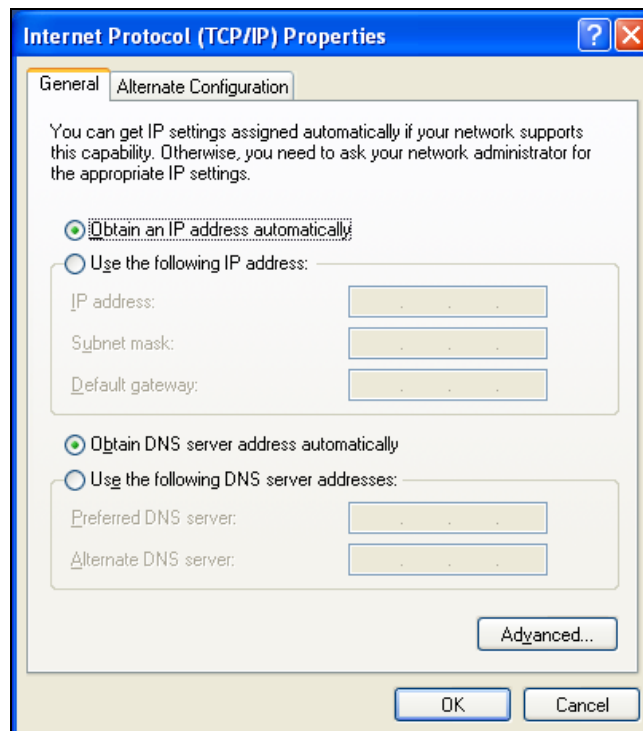 Internet Protocol (TCP/IP) Properties
General
Alternate Configuration
You can get IP settings assigned automatically if your network supports
this capability. Otherwise, you need to ask your network administrator for
the appropriate IP settings.
Obtain an IP address automatically
Use the following IP address:
IP address:
Subnet mask:
Default gateway:
Obtain DNS server address automatically
Use the following DNS server addresses:
Preferred DNS server:
Alternate DNS server:
Advanced...
OK
Cancel